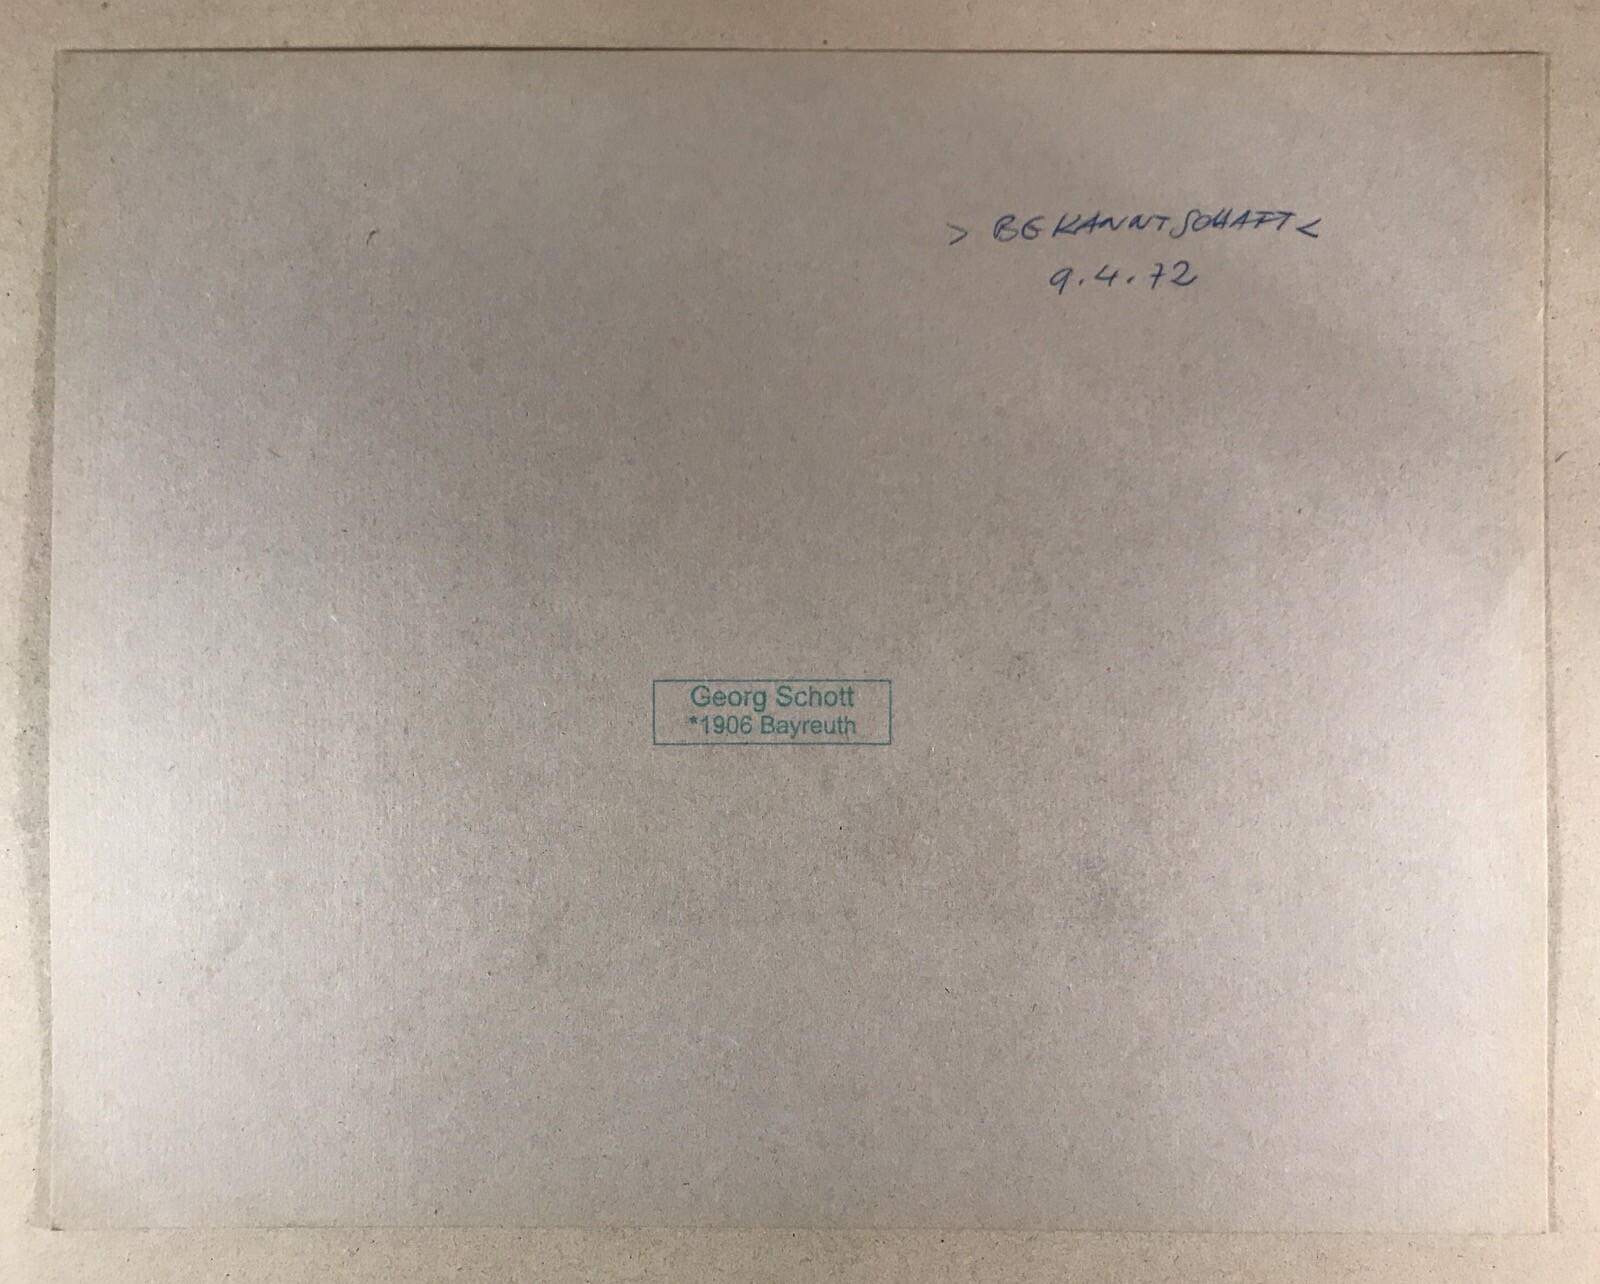 > BEKANNTSCHAFT <
9.4.72
Georg Schott
*1906 Bayreuth